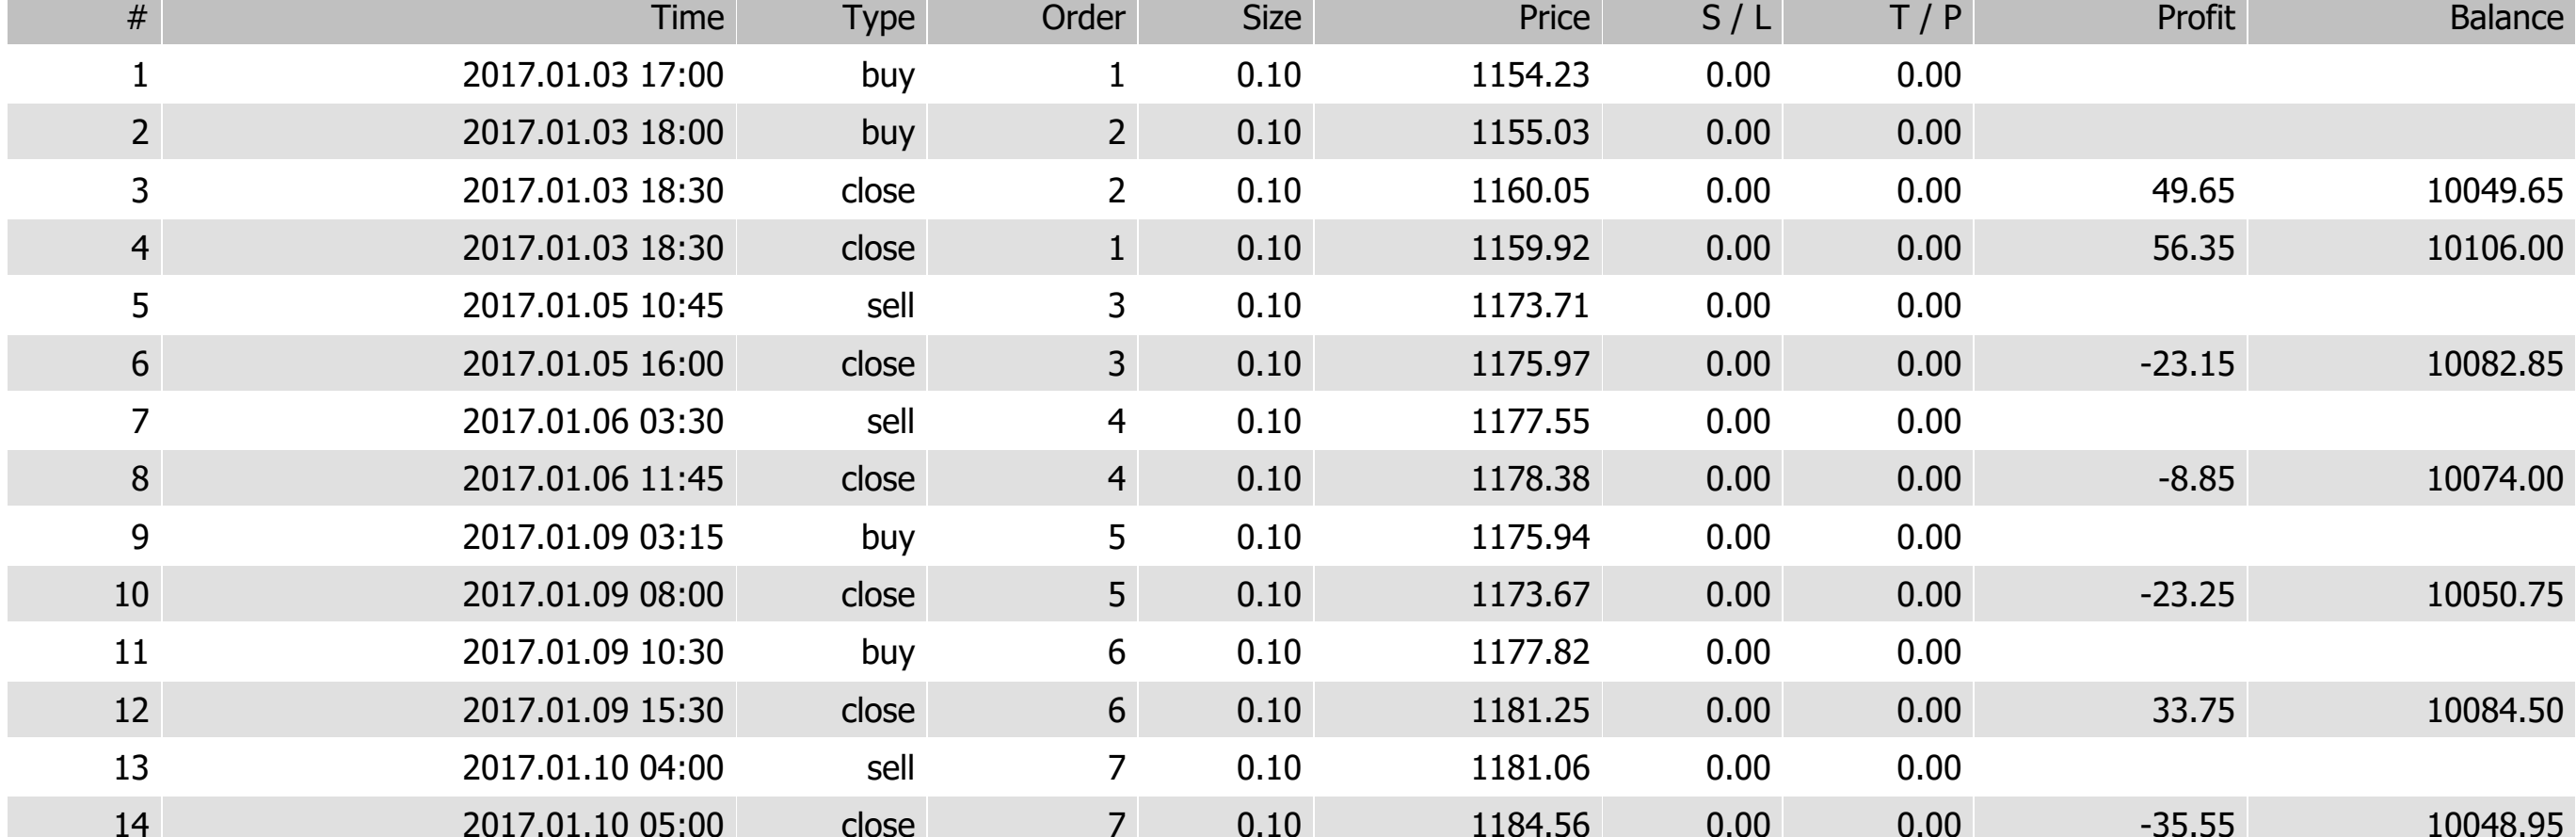 # Time Type Order Size Price S / L T / P Profit Balance
1 2017.01.03 17:00 buy 1 0.10 1154.23 0.00 0.00
2 2017.01.03 18:00 buy 2 0.10 1155.03 0.00 0.00
3 2017.01.03 18:30 close 2 0.10 1160.05 0.00 0.00 49.65 10049.65
4 2017.01.03 18:30 close 1 0.10 1159.92 0.00 0.00 56.35 10106.00
5 2017.01.05 10:45 sell 3 0.10 1173.71 0.00 0.00
6 2017.01.05 16:00 close 3 0.10 1175.97 0.00 0.00 -23.15 10082.85
7 2017.01.06 03:30 sell 4 0.10 1177.55 0.00 0.00
8 2017.01.06 11:45 close 4 0.10 1178.38 0.00 0.00 -8.85 10074.00
9 2017.01.09 03:15 buy 5 0.10 1175.94 0.00 0.00
10 2017.01.09 08:00 close 5 0.10 1173.67 0.00 0.00 -23.25 10050.75
11 2017.01.09 10:30 buy 6 0.10 1177.82 0.00 0.00
12 2017.01.09 15:30 close 6 0.10 1181.25 0.00 0.00 33.75 10084.50
13 2017.01.10 04:00 sell 7 0.10 1181.06 0.00 0.00
14 2017.01.10 05:00 close 7 0.10 1184.56 0.00 0.00 -35.55 10048.95